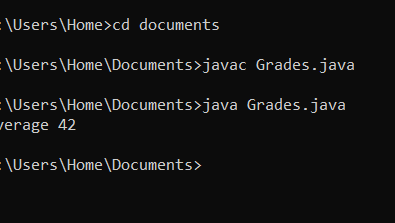 :\Users\Home>cd documents
:\Users\Home\Documents>javac Grades.java
:\Users\Home\Documents>java Grades.java
verage 42
:\Users\Home\Documents>